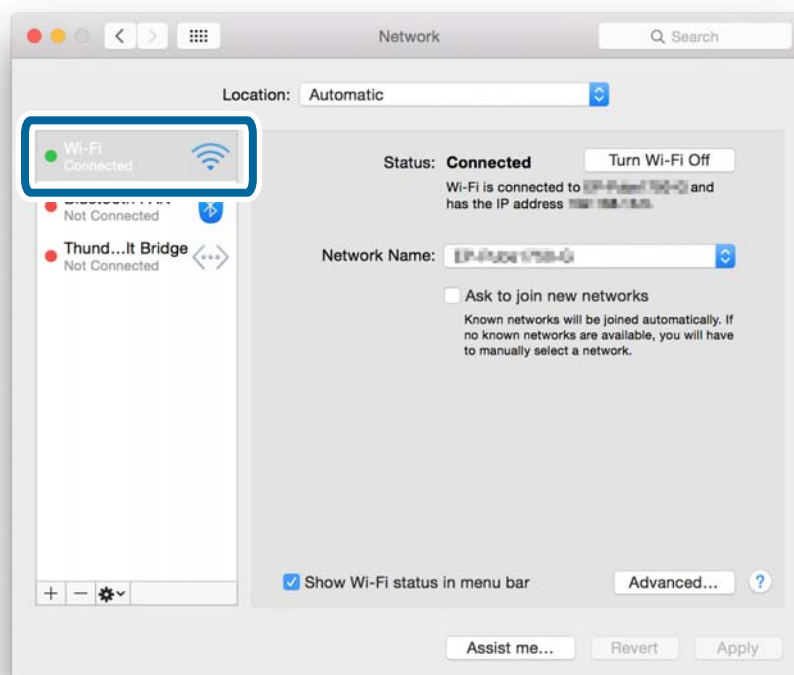 Network
Search
Location: Automatic
Wi-Fi
Connected
Not Connected
Thund...lt Bridge
Not Connected
Status: Connected
Turn Wi-Fi Off
Wi-Fi is connected to and
has the IP address
Network Name:
Ask to join new networks
Known networks will be joined automatically. If
no known networks are available, you will have
to manually select a network.
Show Wi-Fi status in menu bar
Advanced...
?
Assist me...
Revert
Apply